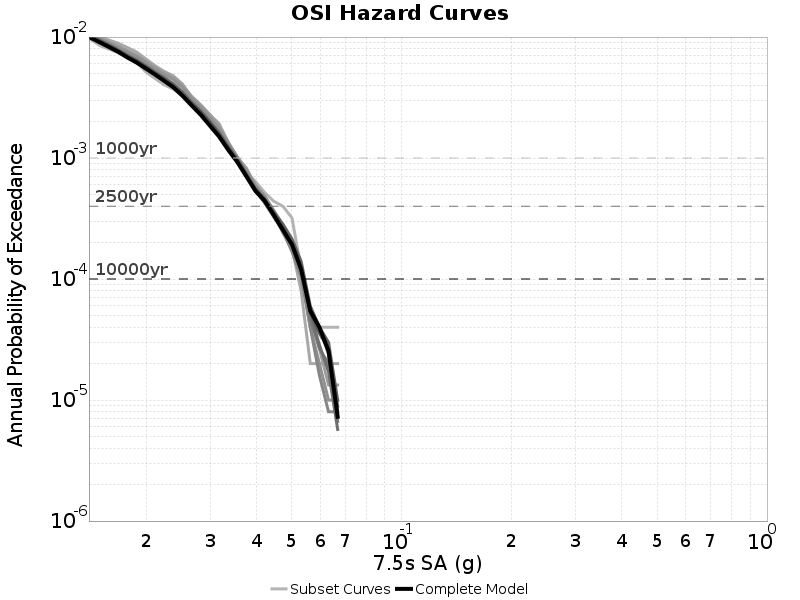 OSI Hazard Curves
Annual Probability of Exceedance
10-2
10-3
10-4
10-5
10-6
1000yr
2500yr
10000yr
2 3 4 5 6 7 10-1 2 3 4 5 6 7 100
7.5s SA (g)
Subset Curves Complete Model